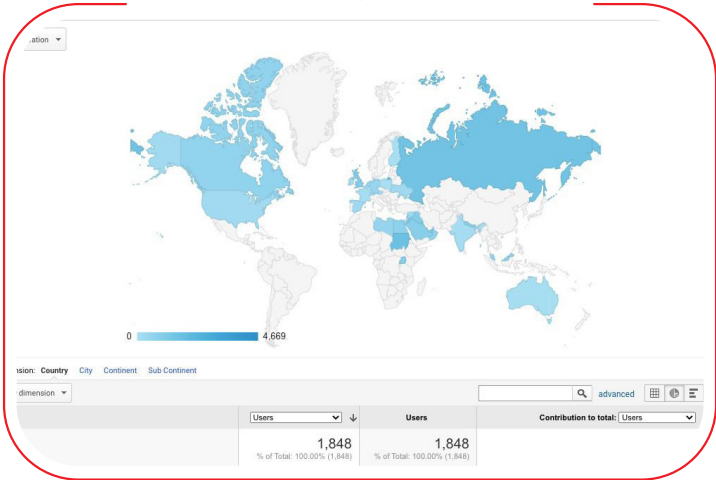 ation
0 4,669
nsion: Country City Continent Sub Continent
dimension
advanced
Users Users Contribution to total: Users
1,848 1,848
% of Total: 100.00% (1,848) % of Total: 100.00% (1,848)